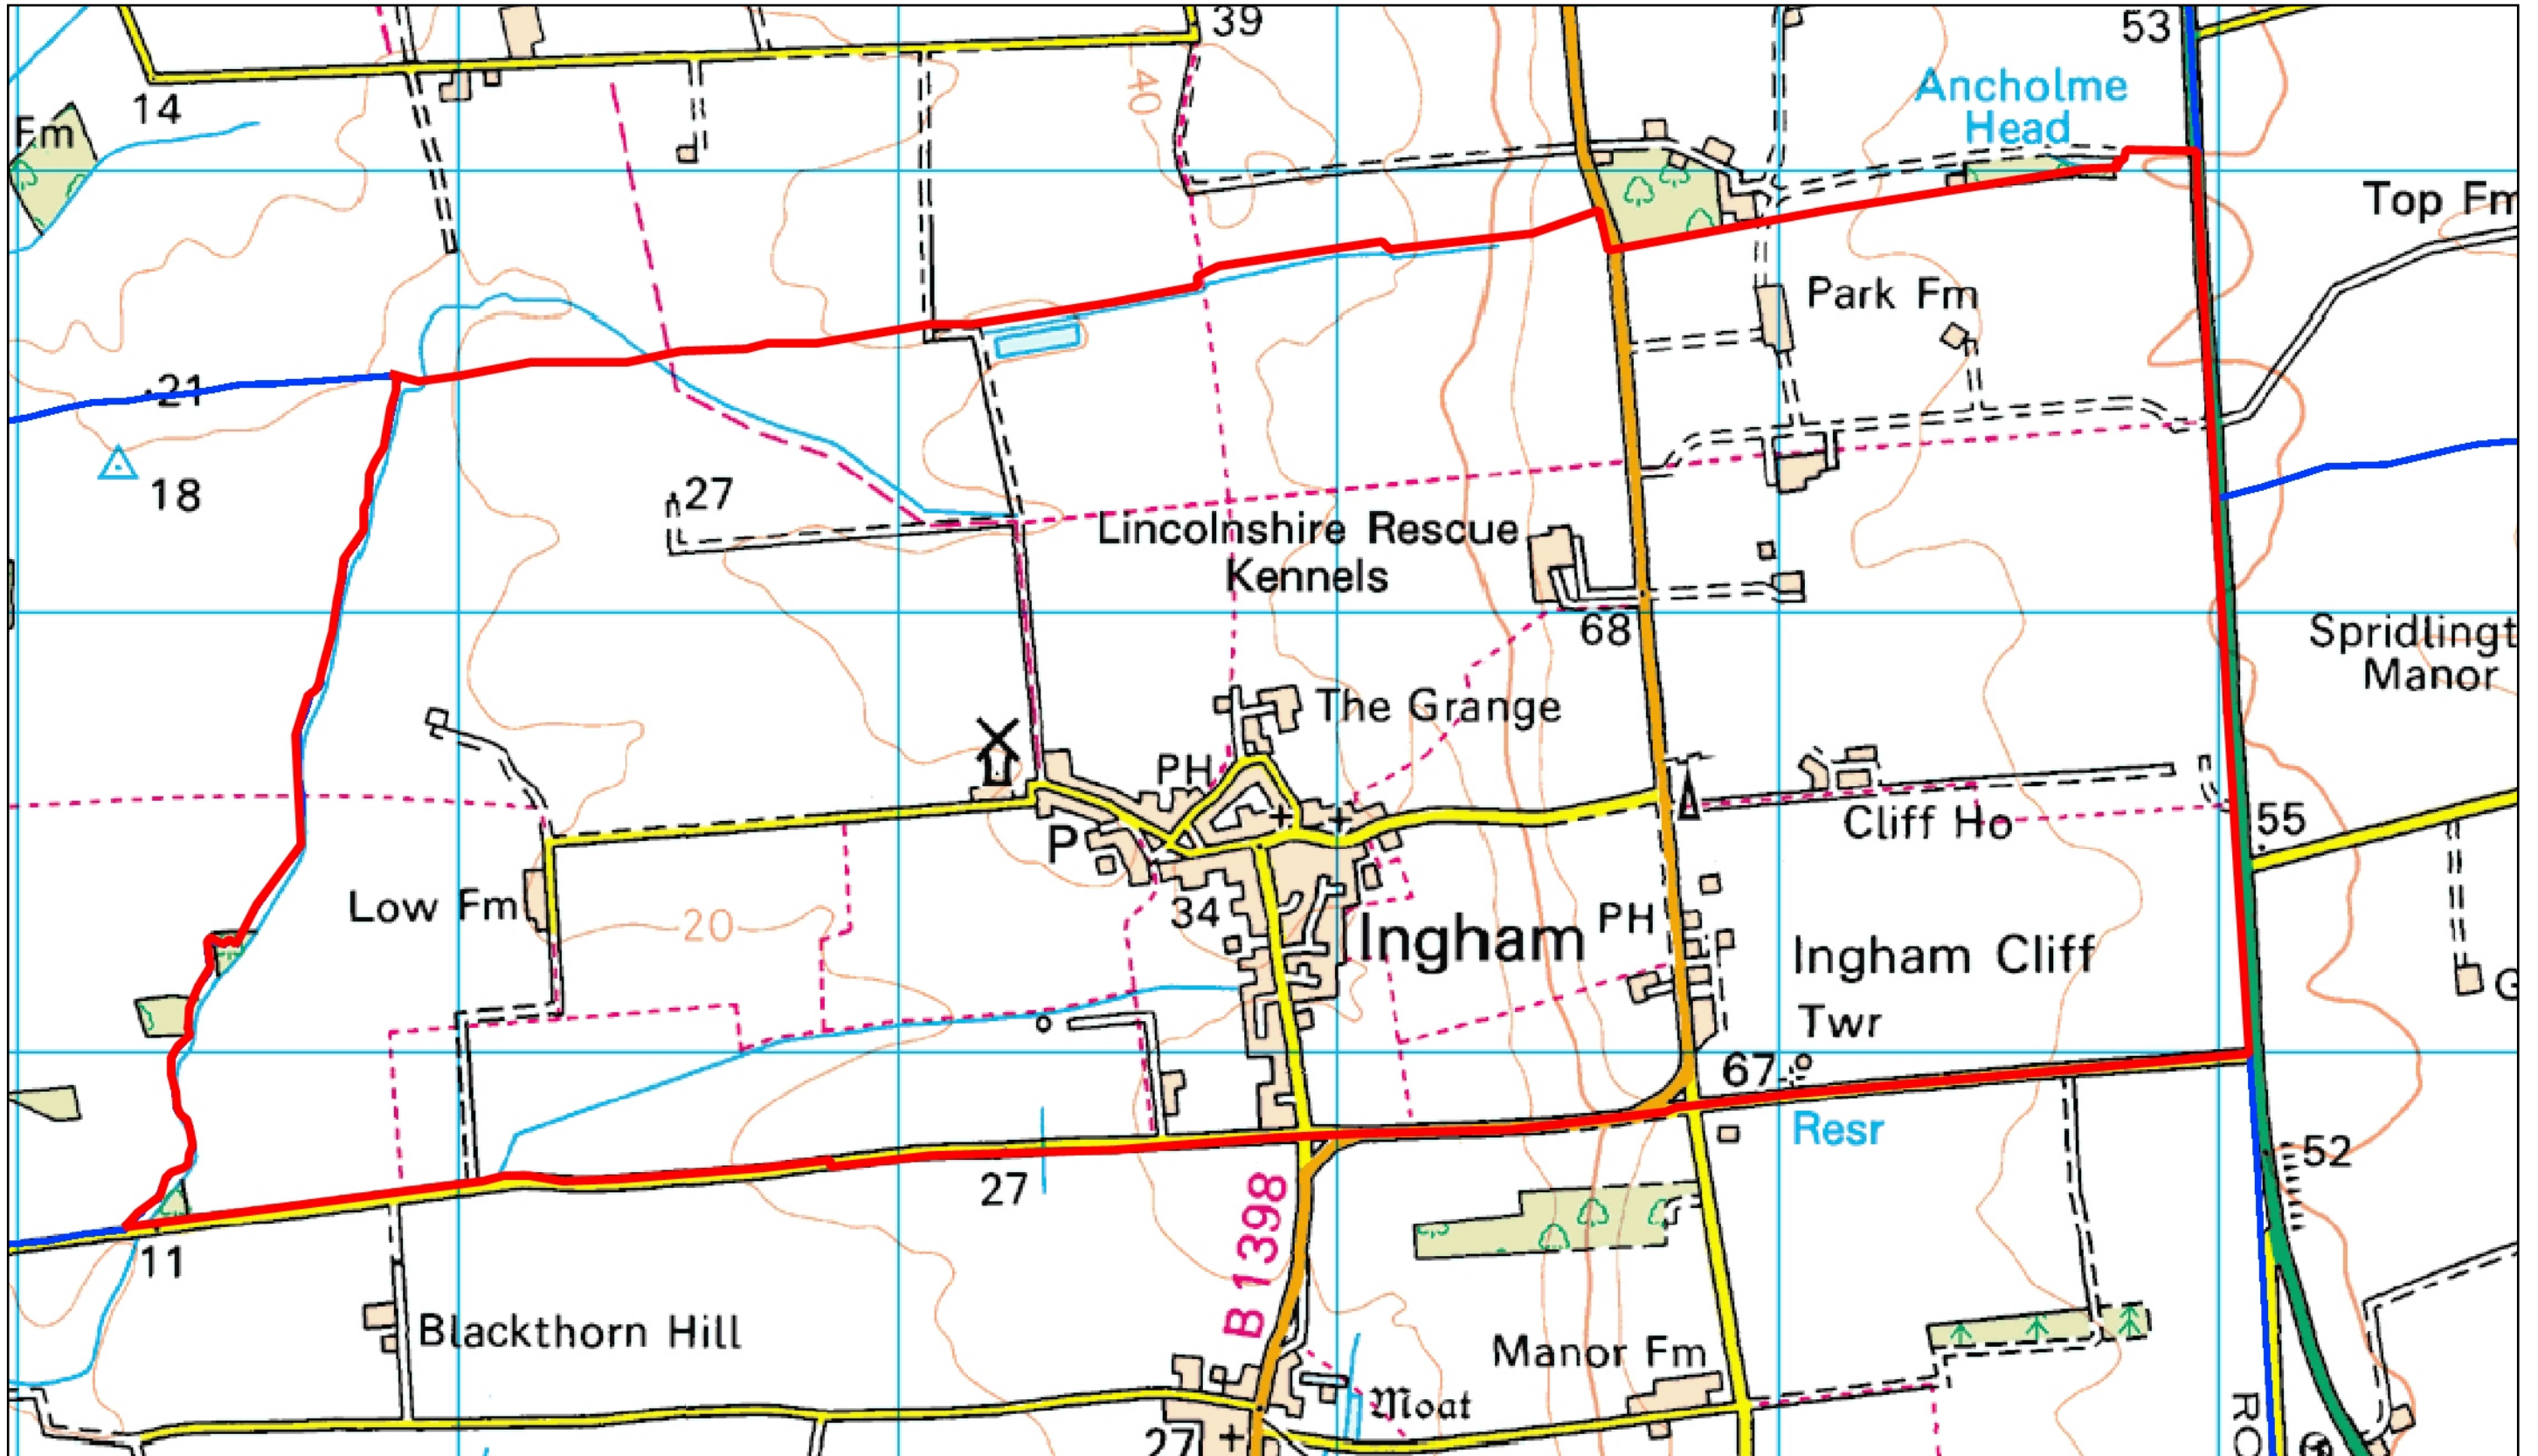 39
53
Ancholme
Head
14
Fm
40
Top Fm
Park Fm
21
18
27
Lincolnshire Rescue
Kennels
68
Spridlingt
Manor
The Grange
PH
P
Cliff Ho
55
Low Fm
34
20
Ingham
PH
Ingham Cliff
G
Twr
67
Resr
52
27
11
B 1398
Blackthorn Hill
Manor Fm
Moat
27
RO